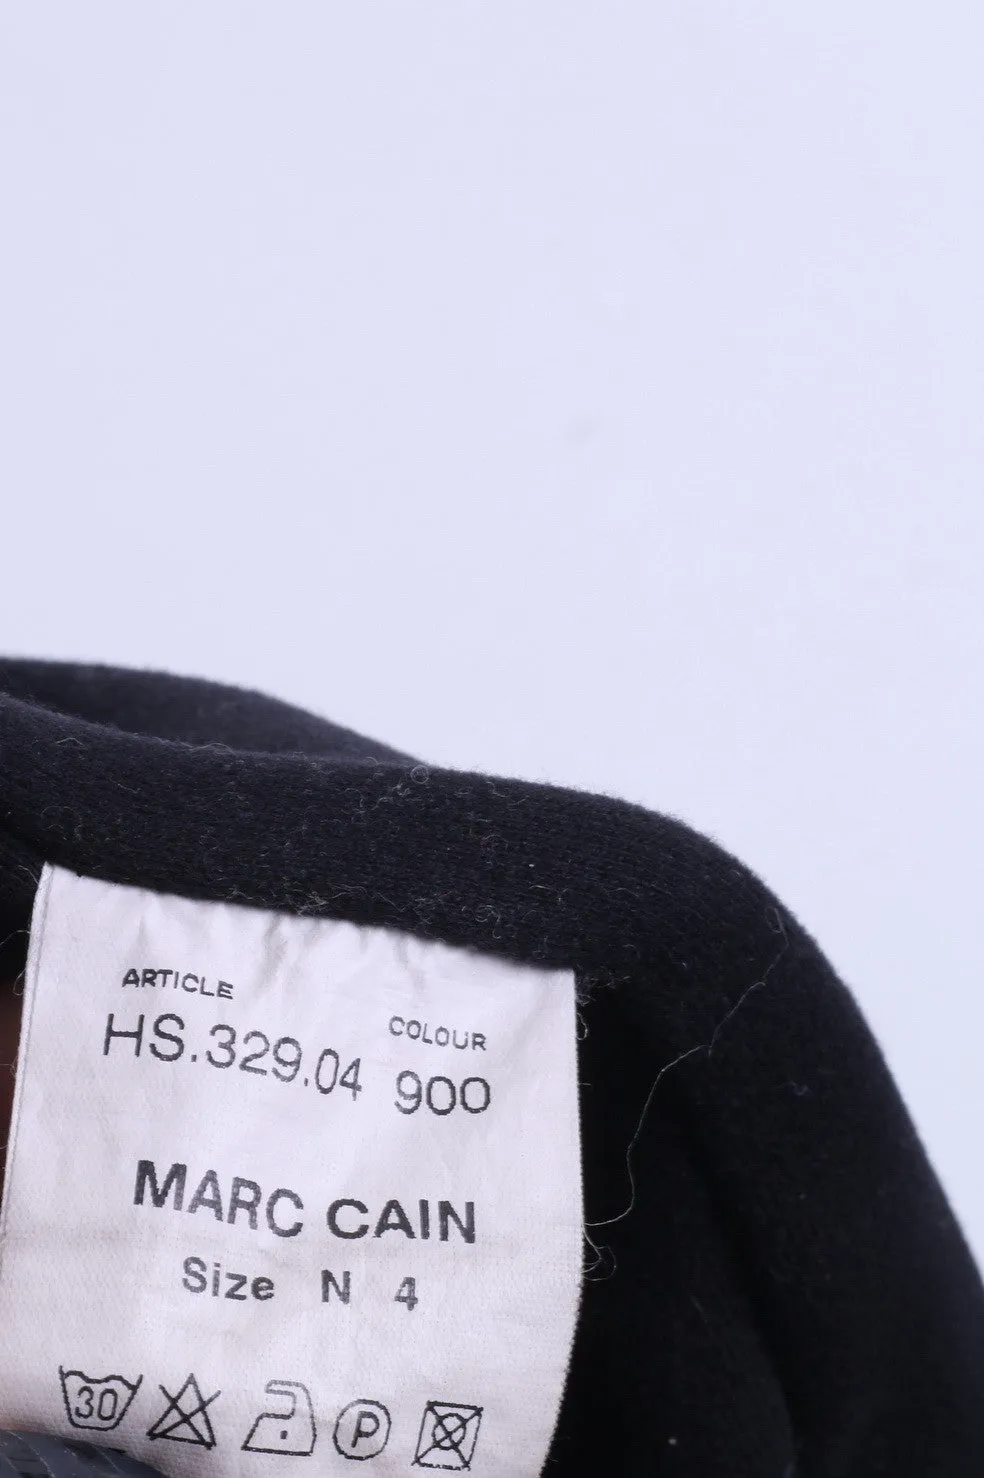 ARTICLE
COLOUR
HS.329.04 900
MARC CAIN
Size N 4
30 P